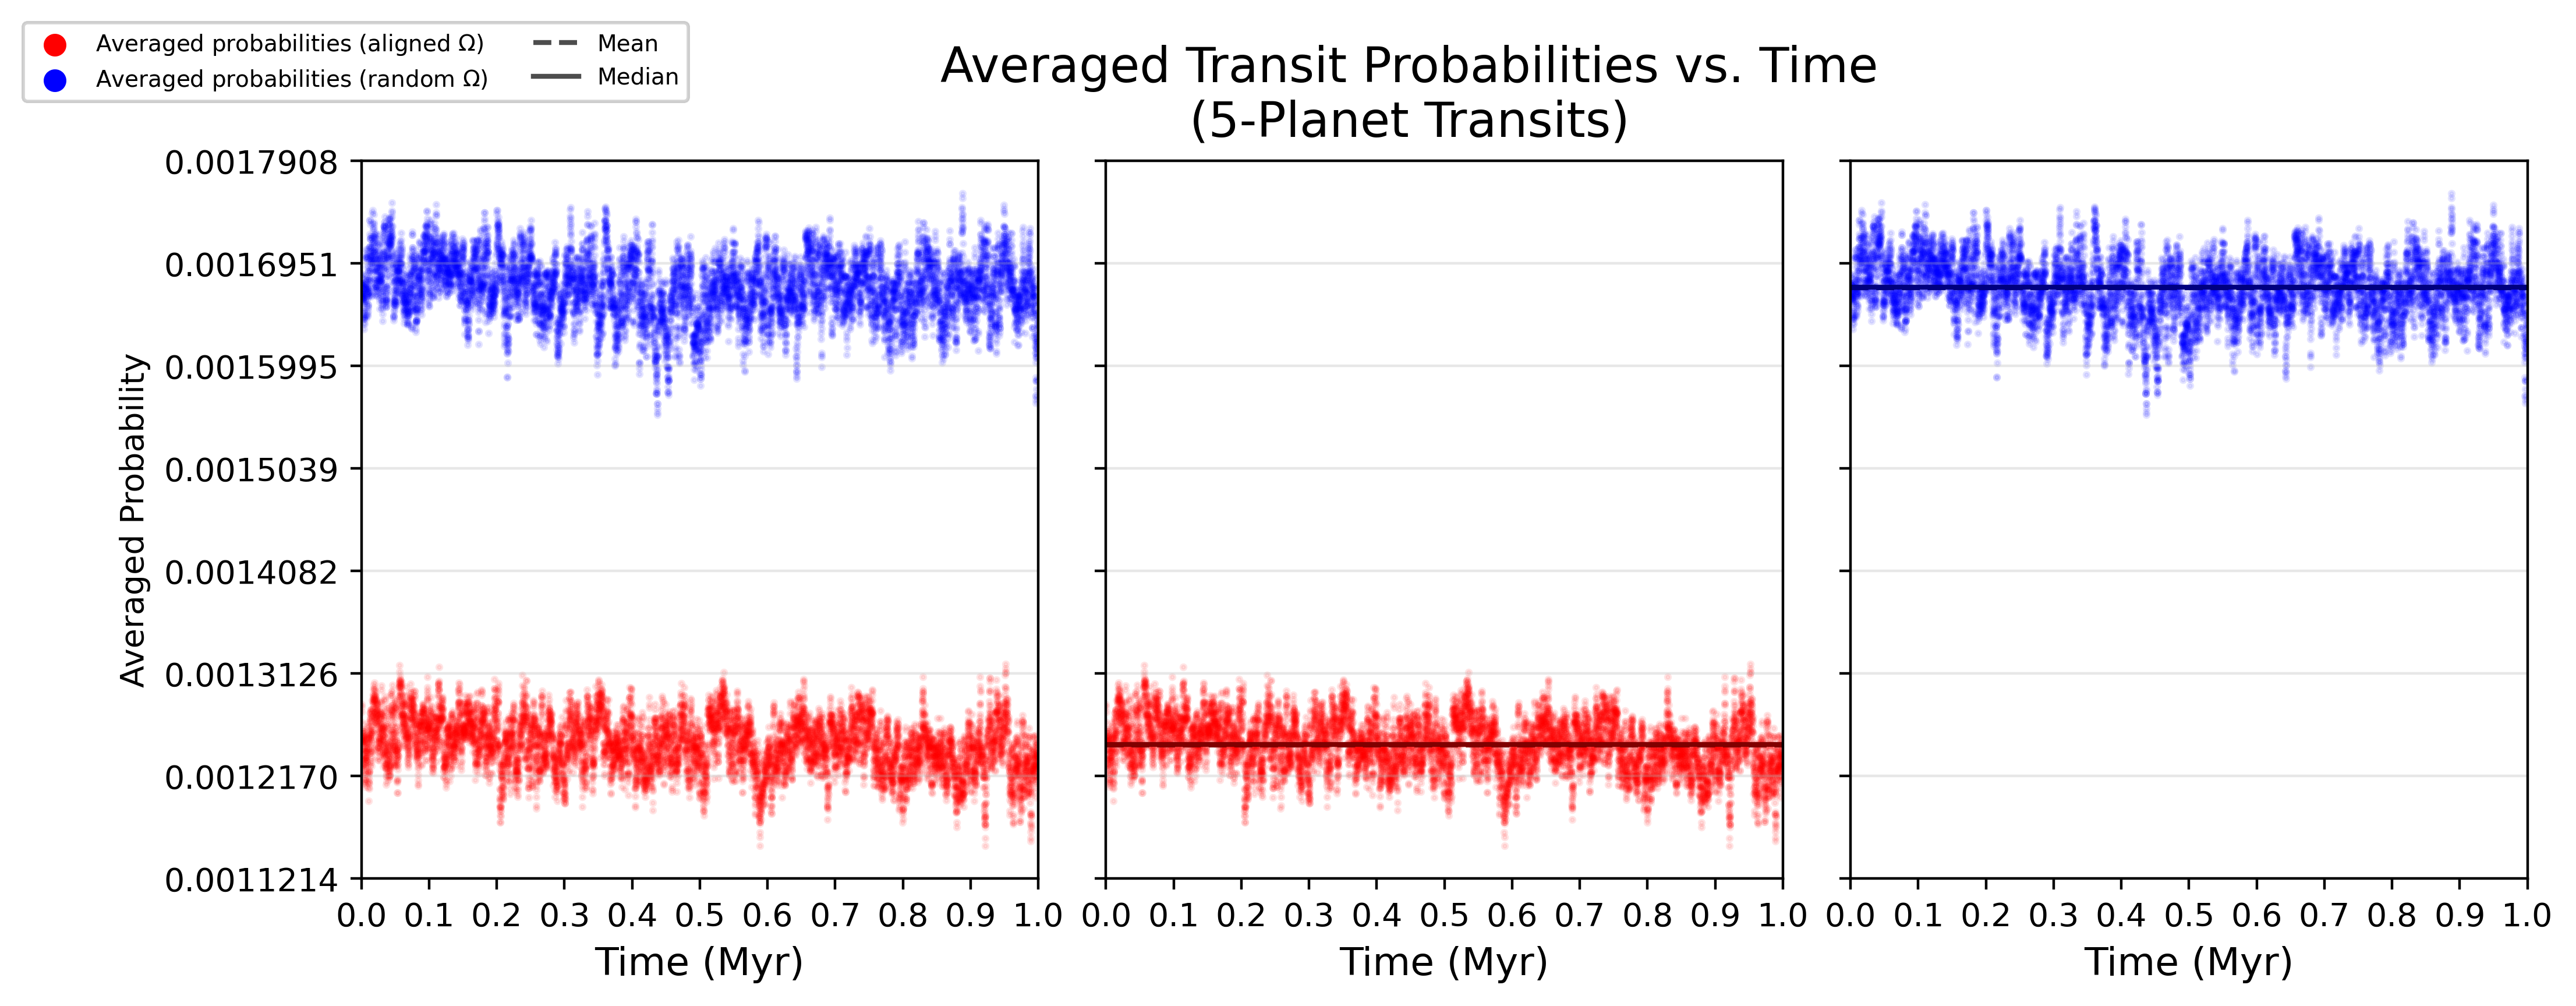 Averaged probabilities (aligned Ω)
Averaged probabilities (random Ω)
Mean
Median
Averaged Transit Probabilities vs. Time
(5-Planet Transits)
Averaged Probability
0.0017908
0.0016951
0.0015995
0.0015039
0.0014082
0.0013126
0.0012170
0.0011214
0.0 0.1 0.2 0.3 0.4 0.5 0.6 0.7 0.8 0.9 1.0
Time (Myr)
0.0 0.1 0.2 0.3 0.4 0.5 0.6 0.7 0.8 0.9 1.0
Time (Myr)
0.0 0.1 0.2 0.3 0.4 0.5 0.6 0.7 0.8 0.9 1.0
Time (Myr)